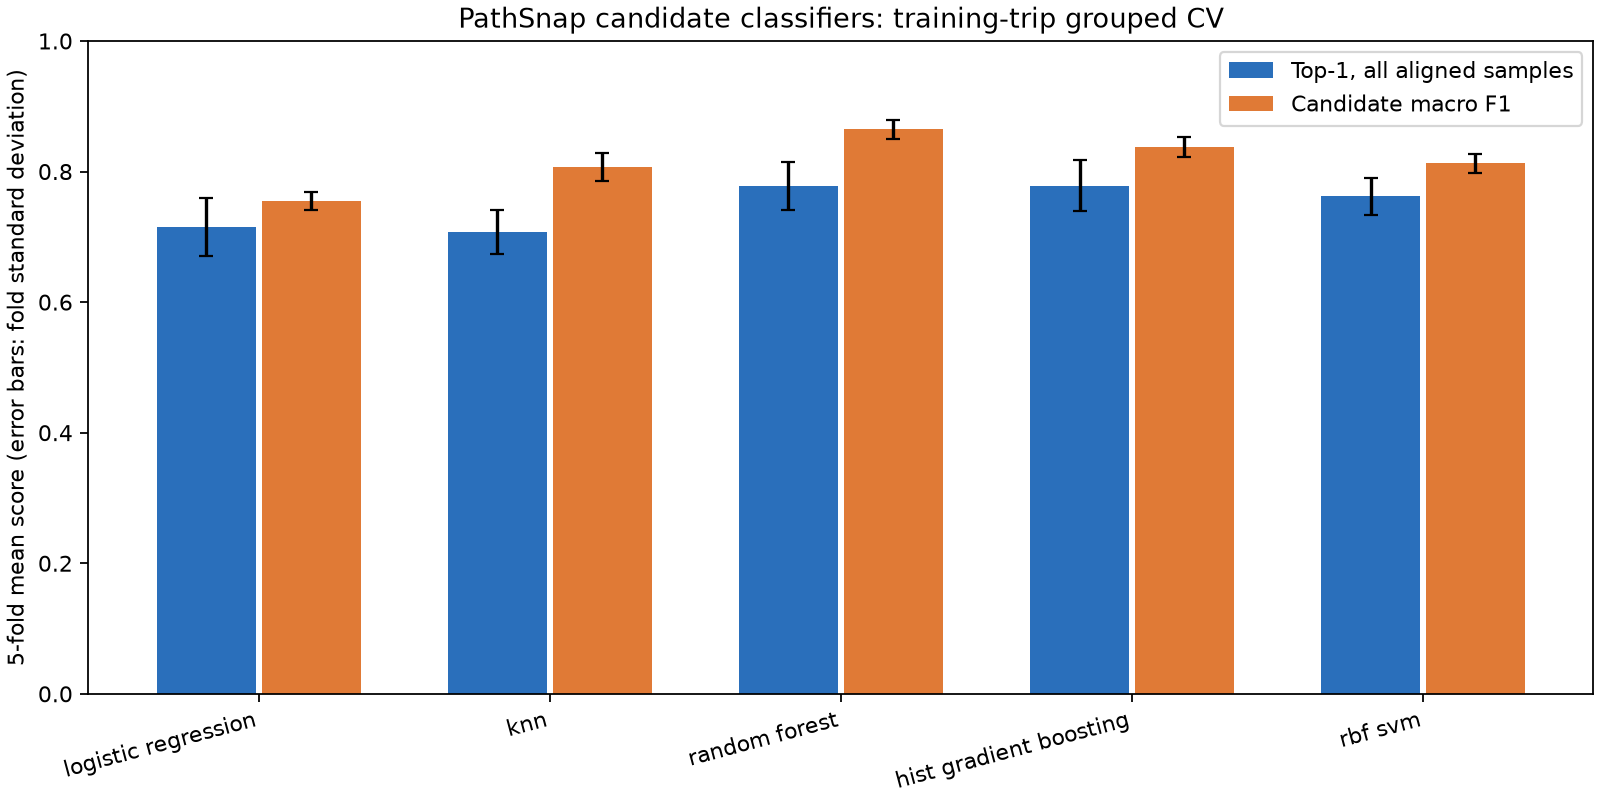 PathSnap candidate classifiers: training-trip grouped CV
5-fold mean score (error bars: fold standard deviation)
1.0
0.8
0.6
0.4
0.2
0.0
Top-1, all aligned samples
Candidate macro F1
logistic regression
knn
random forest
hist gradient boosting
rbf svm